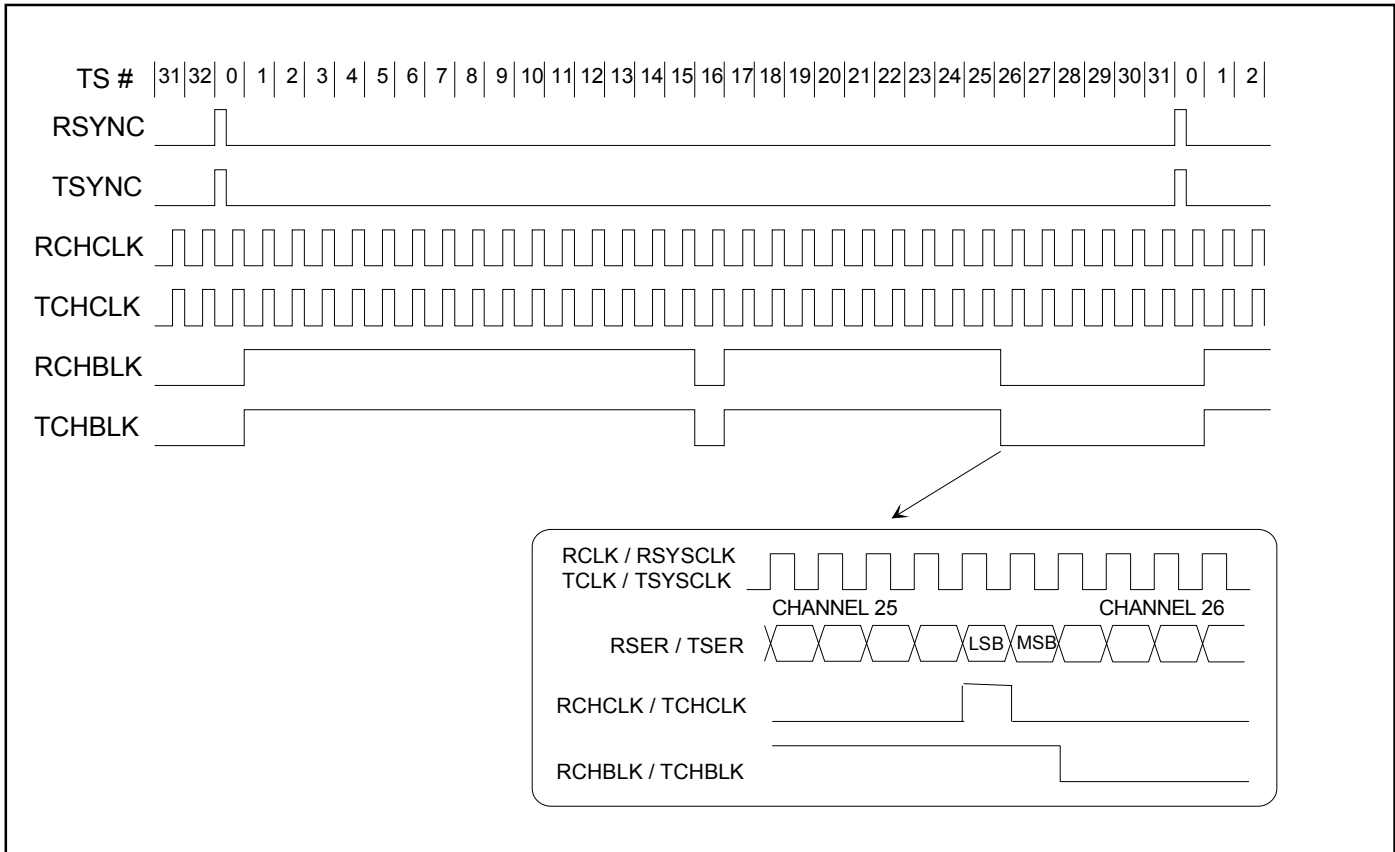 TS # 31 32 0 1 2 3 4 5 6 7 8 9 10 11 12 13 14 15 16 17 18 19 20 21 22 23 24 25 26 27 28 29 30 31 0 1 2
RSYNC
TSYNC
RCHCLK
TCHCLK
RCHBLK
TCHBLK
RCLK / RSYSCLK
TCLK / TSYSCLK
CHANNEL 25 CHANNEL 26
RSER / TSER LSB MSB
RCHCLK / TCHCLK
RCHBLK / TCHBLK